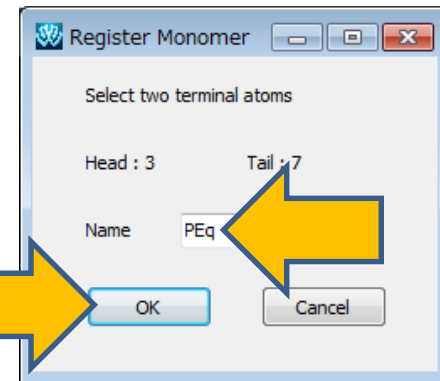 Register Monomer
Select two terminal atoms
Head : 3 Tail : 7
Name PEq
OK Cancel